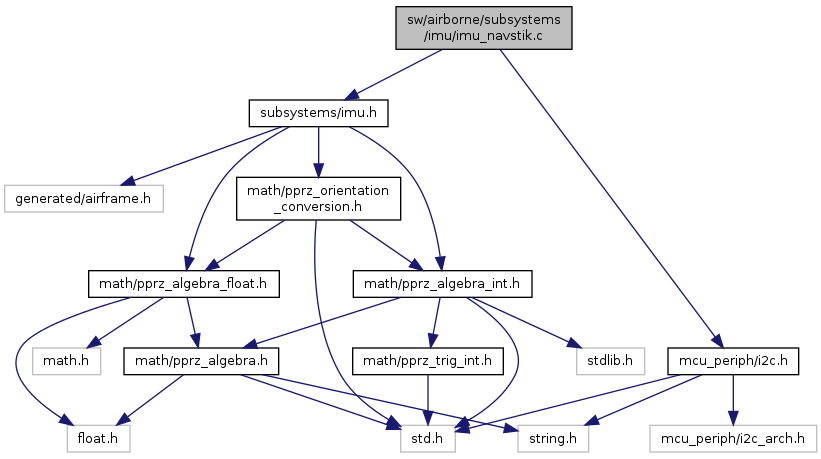 sw/airborne/subsystems
/imu/imu_navstik.c
subsystems/imu.h
generated/airframe.h
math/pprz_orientation
_conversion.h
math/pprz_algebra_float.h
math/pprz_algebra_int.h
math.h
math/pprz_algebra.h
math/pprz_trig_int.h
stdlib.h
mcu_periph/i2c.h
float.h
std.h
string.h
mcu_periph/i2c_arch.h